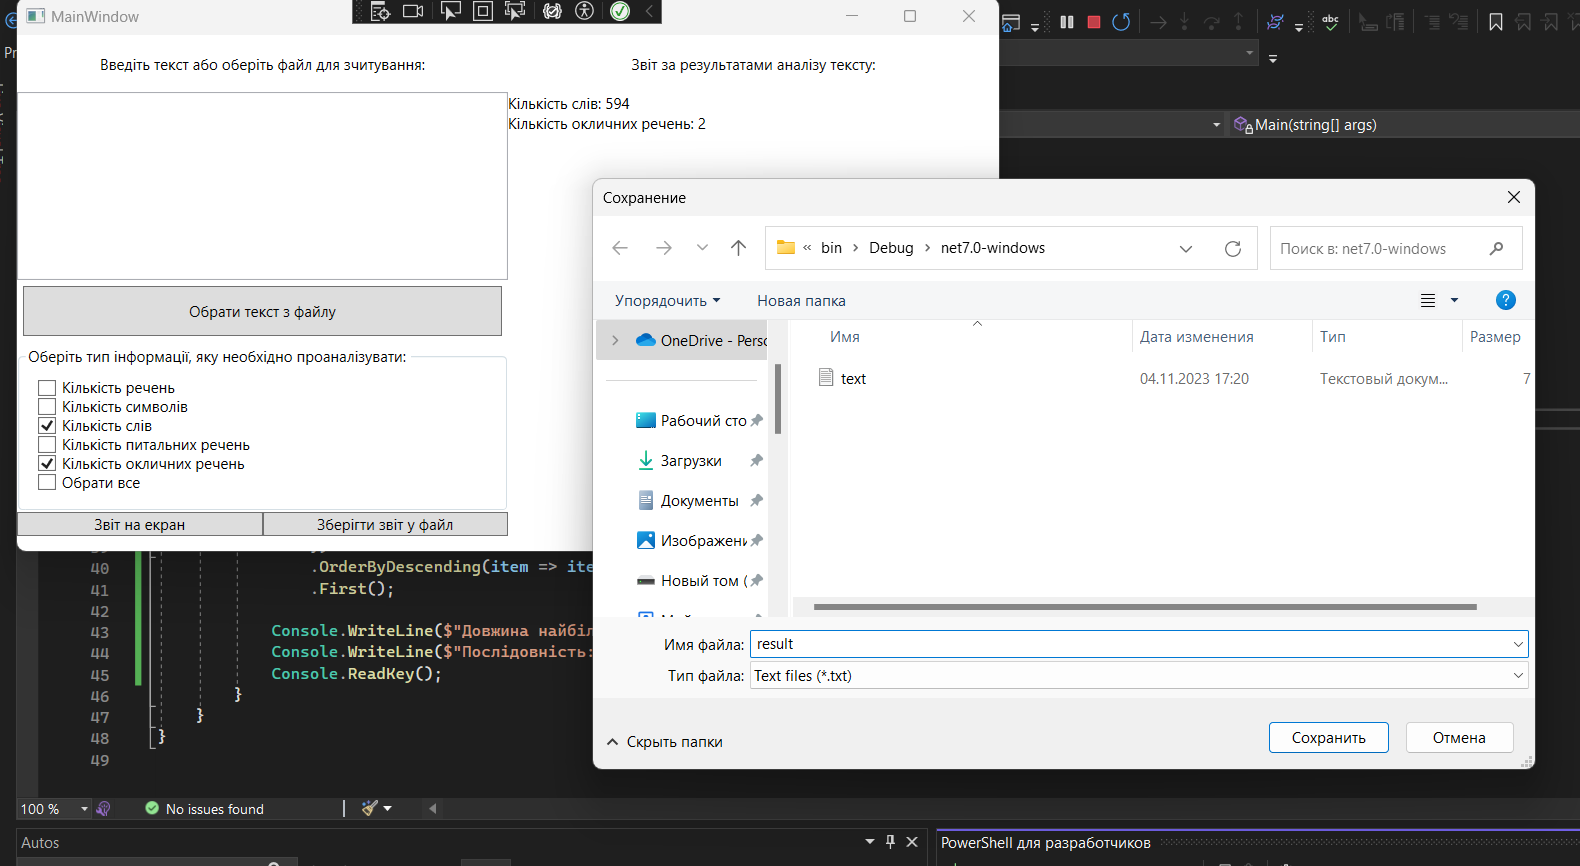 MainWindow
Введіть текст або оберіть файл для зчитування:
Звіт за результатами аналізу тексту:
Кількість слів: 594
Кількість окличних речень: 2
Main(string[] args)
Обрати текст з файлу
Оберіть тип інформації, яку необхідно проаналізувати:
Кількість речень
Кількість символів
Кількість слів
Кількість питальних речень
Кількість окличних речень
Обрати все
Звіт на екран
Зберігти звіт у файл
Сохранение
« bin > Debug > net7.0-windows
Поиск в: net7.0-windows
Упорядочить
Новая папка
Имя
Дата изменения
Тип
Размер
OneDrive - Perso
text
04.11.2023 17:20
Текстовый докум...
7
Рабочий сто
Загрузки
Документы
Изображени
Новый том (
Имя файла: result
Тип файла: Text files (*.txt)
Скрыть папки
Сохранить
Отмена
40 .OrderByDescending(item => ite
41 .First();
42
43 Console.WriteLine($"Довжина найбіл
44 Console.WriteLine($"Послідовність:
45 Console.ReadKey();
46 }
47 }
48 }
49
100 %
No issues found
Autos
PowerShell для разработчиков